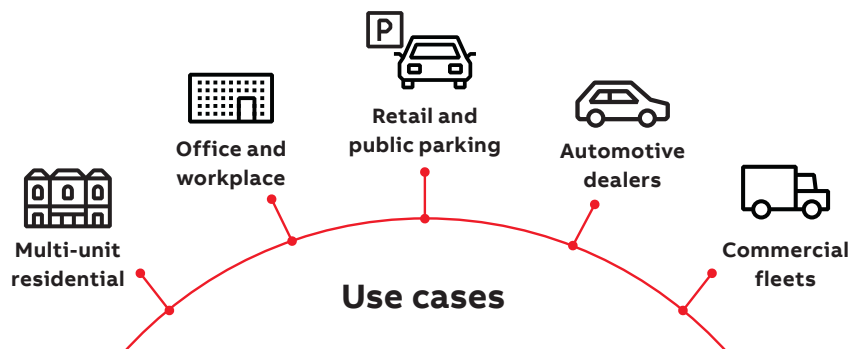 P
Retail and
public parking
Office and
workplace
Automotive
dealers
Multi-unit
residential
Commercial
fleets
Use cases